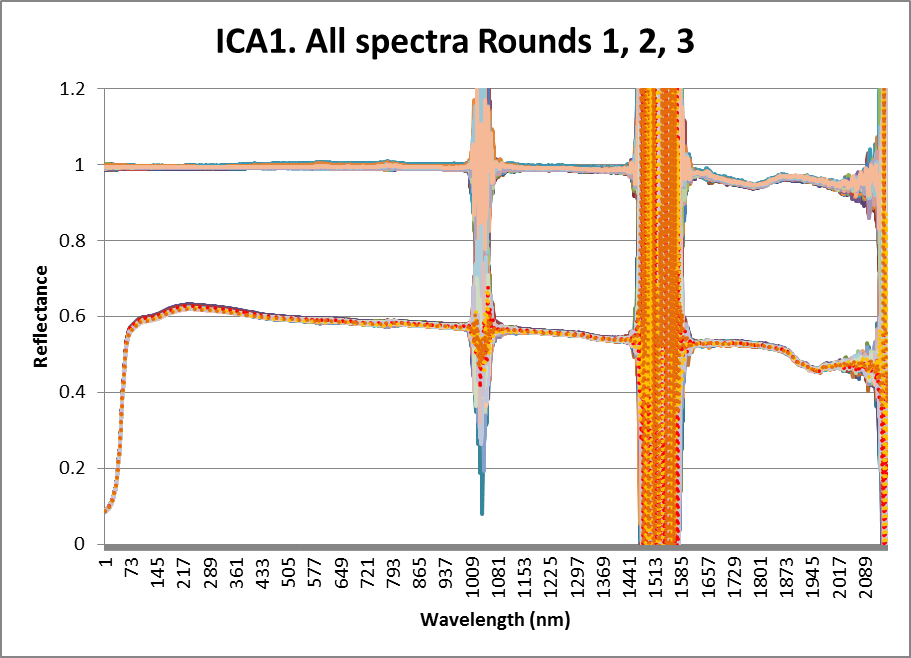 ICA1. All spectra Rounds 1, 2, 3
1.2
1
0.8
0.6
0.4
0.2
0
Reflectance
1 73 145 217 289 361 433 505 577 649 721 793 865 937 1009 1081 1153 1225 1297 1369 1441 1513 1585 1657 1729 1801 1873 1945 2017 2089
Wavelength (nm)